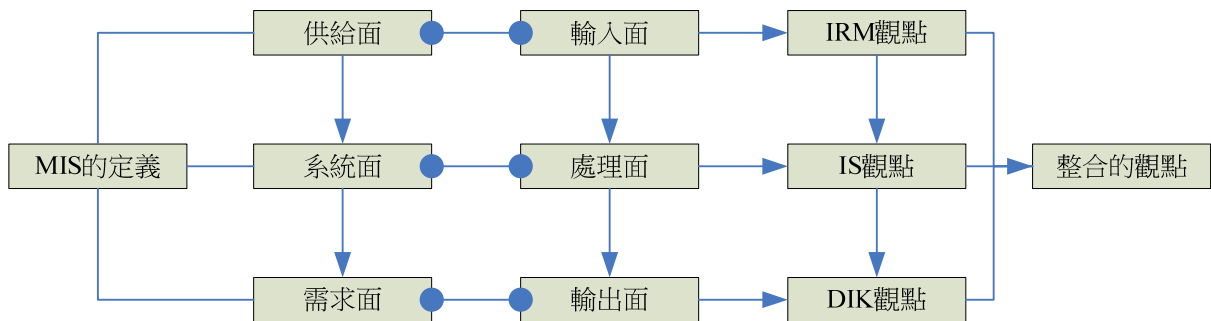 供給面
輸入面
IRM觀點
MIS的定義
系統面
處理面
IS觀點
整合的觀點
需求面
輸出面
DIK觀點